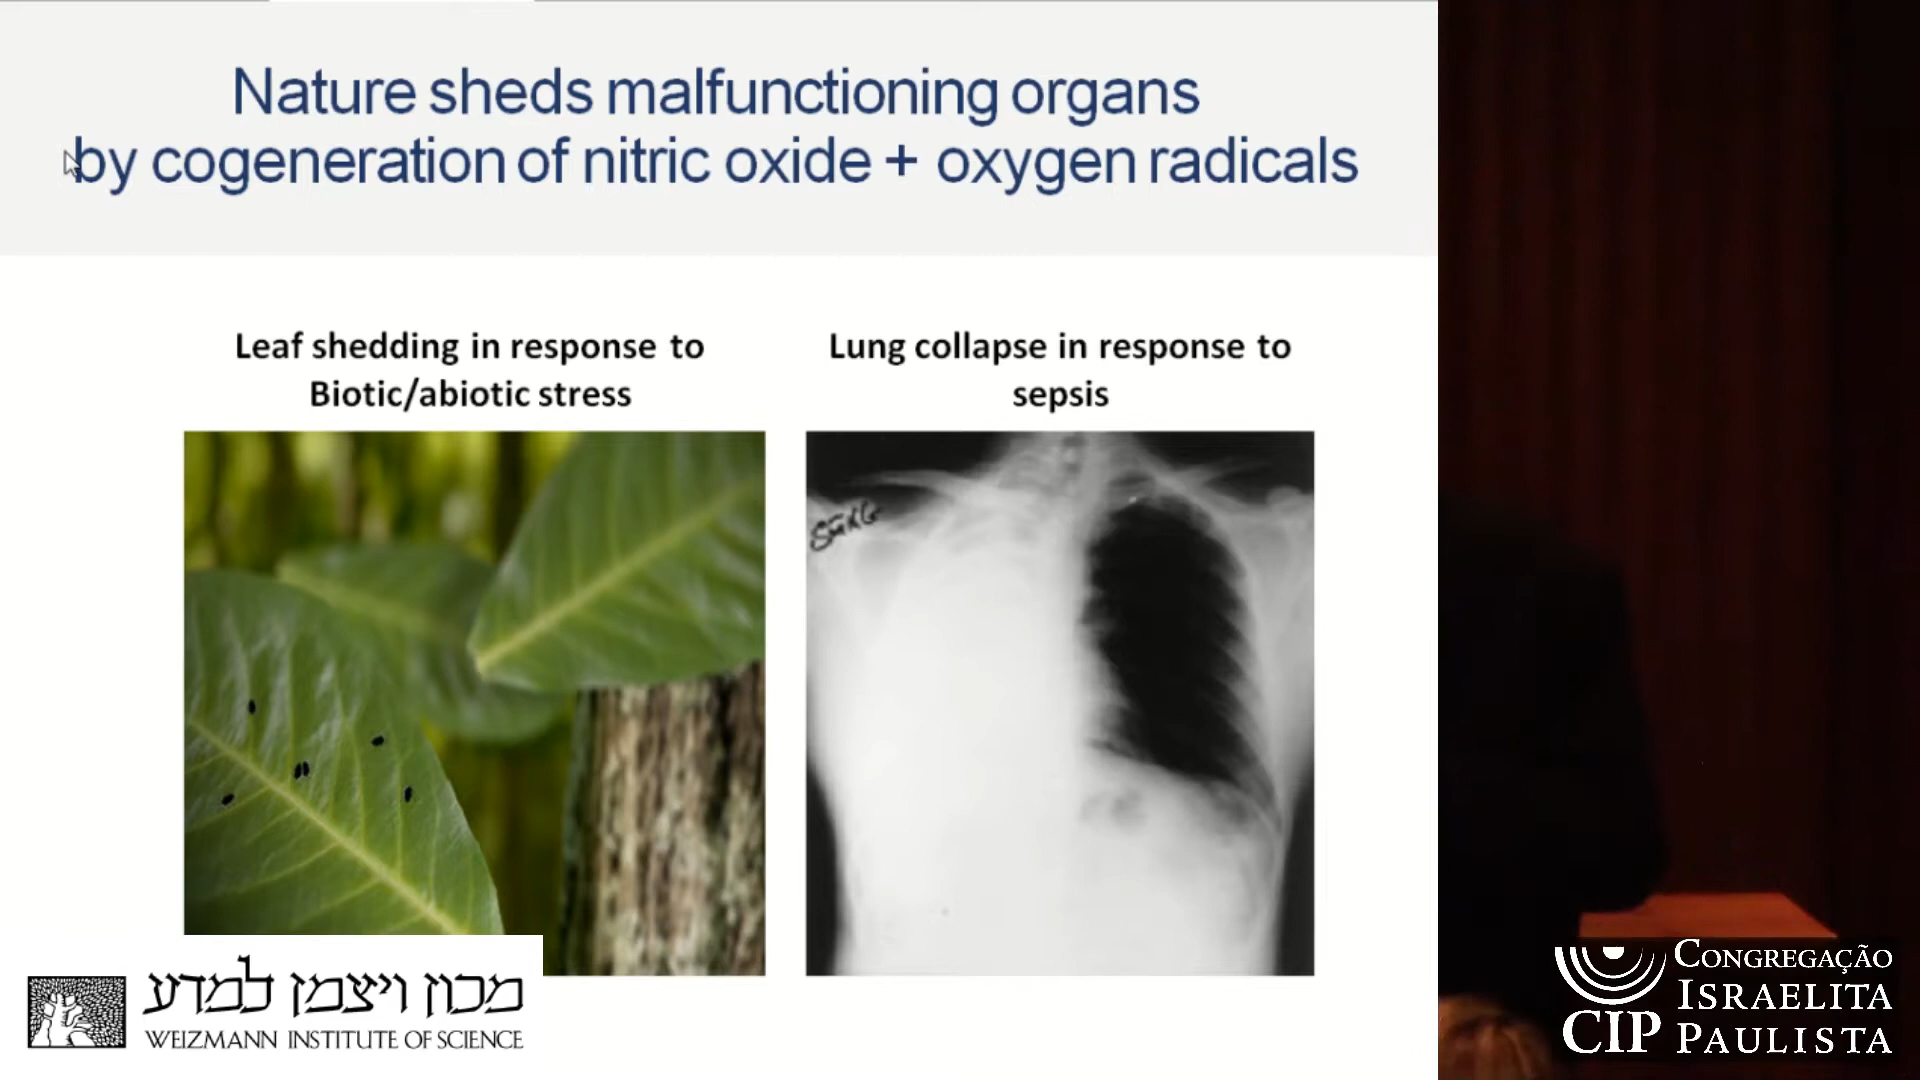 Nature sheds malfunctioning organs
by cogeneration of nitric oxide + oxygen radicals
Leaf shedding in response to
Biotic/abiotic stress
Lung collapse in response to
sepsis
מכון ויצמן למדע
WEIZMANN INSTITUTE OF SCIENCE
CIP
CONGREGAÇÃO
ISRAELITA
PAULISTA